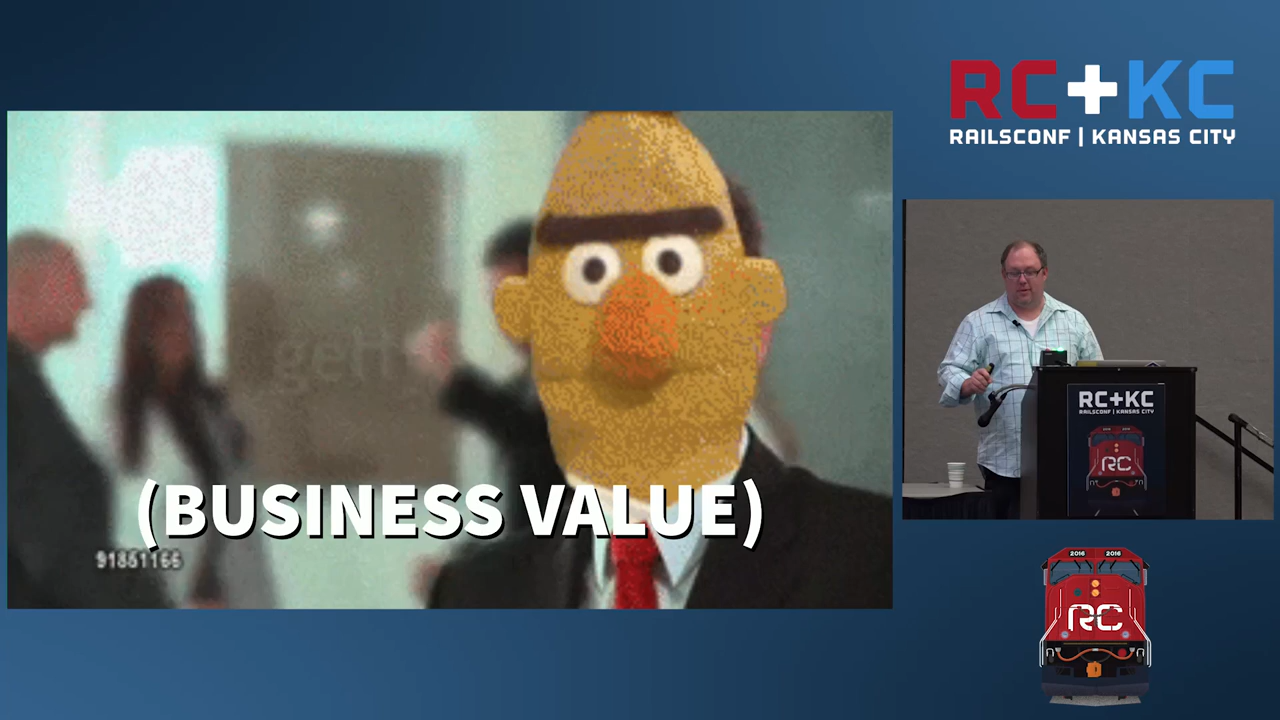 RC+KC
RAILSCONF | KANSAS CITY
(BUSINESS VALUE)
91861166
RC+KC
RAILSCONF | KANSAS CITY
RC
2016 2016
RC